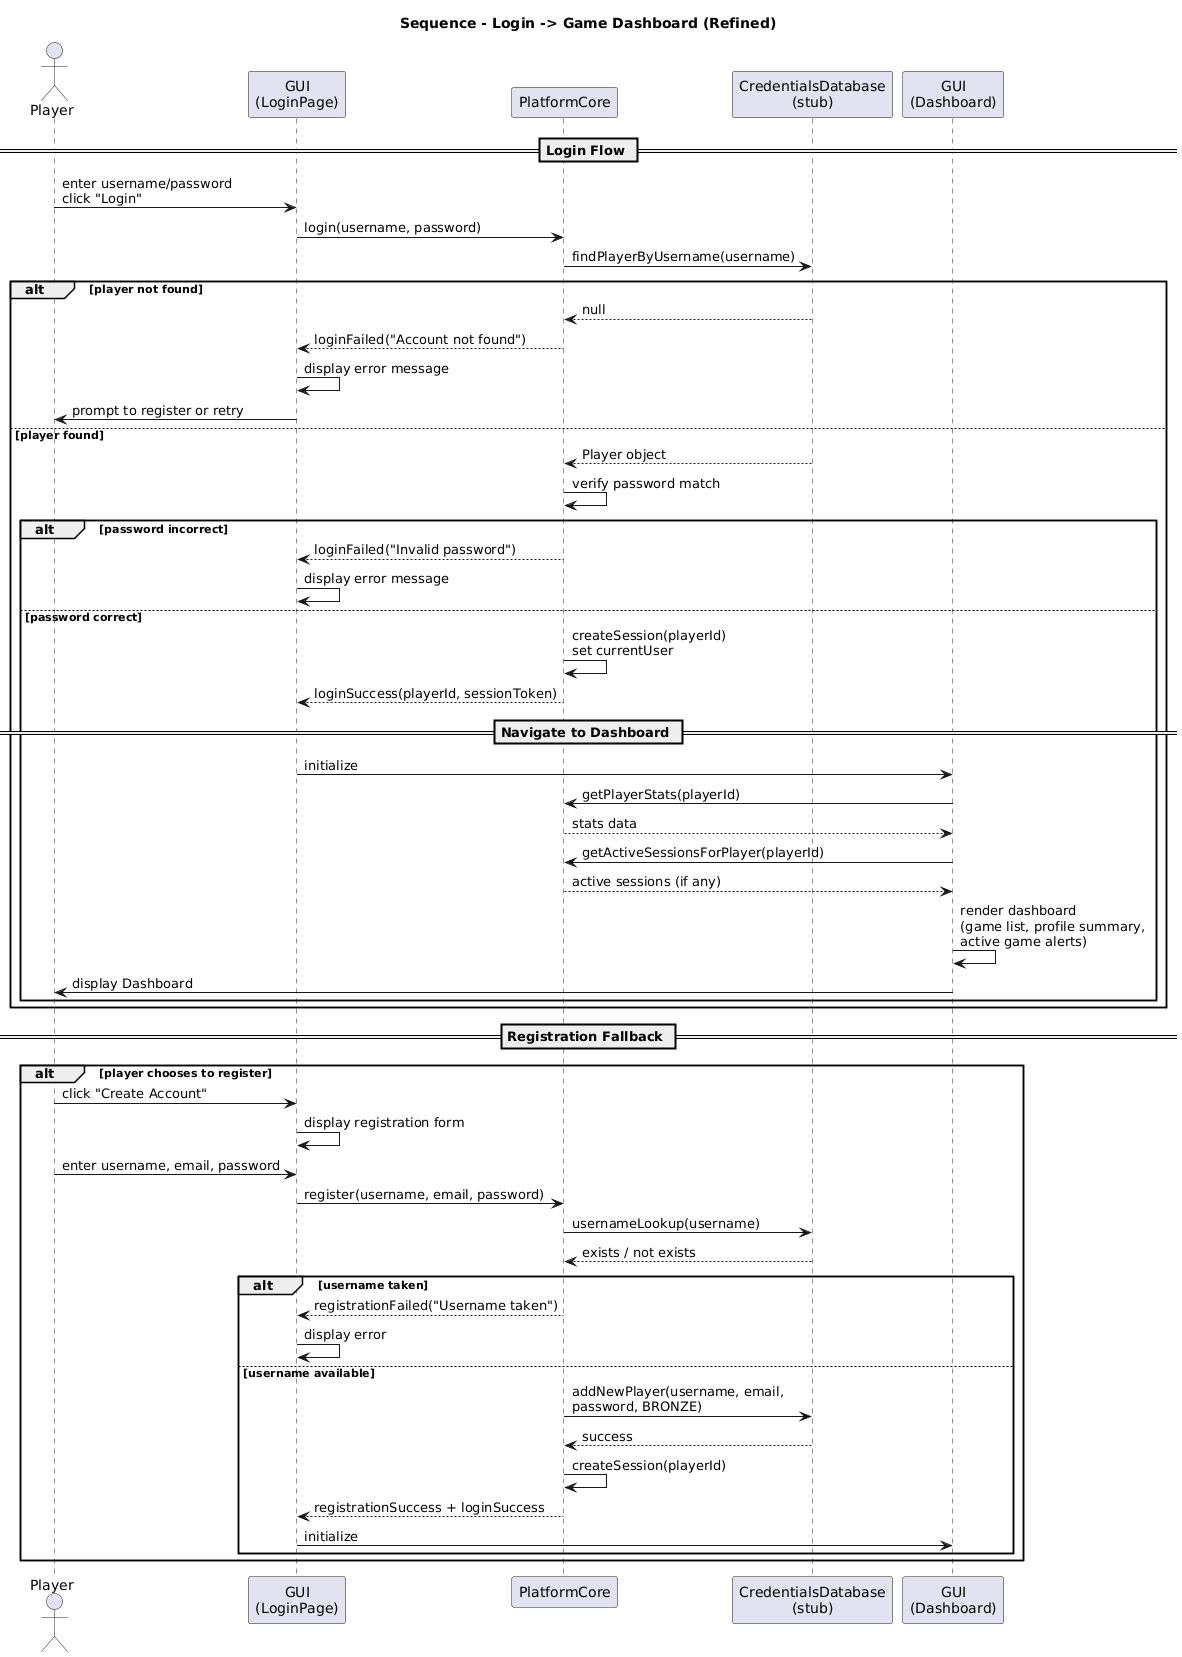 Sequence - Login -> Game Dashboard (Refined)
Player
GUI
(LoginPage)
PlatformCore
CredentialsDatabase
(stub)
GUI
(Dashboard)
Login Flow
enter username/password
click "Login"
login(username, password)
findPlayerByUsername(username)
alt [player not found]
null
loginFailed("Account not found")
display error message
prompt to register or retry
[player found]
Player object
verify password match
alt [password incorrect]
loginFailed("Invalid password")
display error message
[password correct]
createSession(playerId)
set currentUser
loginSuccess(playerId, sessionToken)
Navigate to Dashboard
initialize
getPlayerStats(playerId)
stats data
getActiveSessionsForPlayer(playerId)
active sessions (if any)
render dashboard
(game list, profile summary,
active game alerts)
display Dashboard
Registration Fallback
alt [player chooses to register]
click "Create Account"
display registration form
enter username, email, password
register(username, email, password)
usernameLookup(username)
exists / not exists
alt [username taken]
registrationFailed("Username taken")
display error
[username available]
addNewPlayer(username, email,
password, BRONZE)
success
createSession(playerId)
registrationSuccess + loginSuccess
initialize
Player
GUI
(LoginPage)
PlatformCore
CredentialsDatabase
(stub)
GUI
(Dashboard)